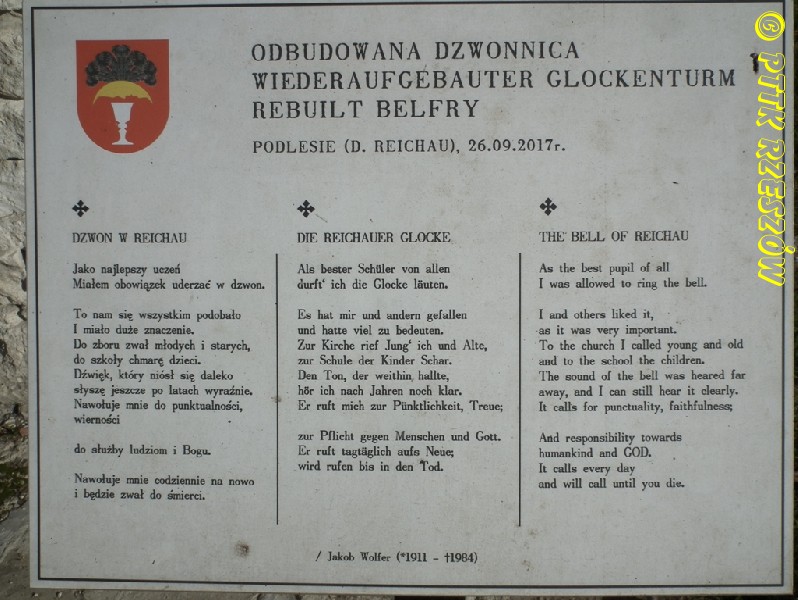 ODBUDOWANA DZWONNICA
WIEDERAUFGEBAUTER GLOCKENTURM
REBUILT BELFRY
PODLESIE (D. REICHAU), 26.09.2017r.
DZWON W REICHAU
Jako najlepszy uczeń
Miałem obowiązek uderzać w dzwon.
To nam się wszystkim podobało
I miało duże znaczenie.
Do zboru zwał młodych i starych,
do szkoły chmarę dzieci.
Dźwięk, który niósł się daleko
słyszę jeszcze po latach wyraźnie.
Nawołuje mnie do punktualności,
wierności
do służby ludziom i Bogu.
Nawołuje mnie codziennie na nowo
i będzie zwał do śmierci.
DIE REICHAUER GLOCKE
Als bester Schüler von allen
durft' ich die Glocke läuten.
Es hat mir und andern gefallen
und hatte viel zu bedeuten.
Zur Kirche rief Jung' ich und Alte,
zur Schule der Kinder Schar.
Den Ton, der weithin hallte,
hör ich nach Jahren noch klar.
Er ruft mich zur Pünktlichkeit, Treue;
zur Pflicht gegen Menschen und Gott.
Er ruft tagtäglich aufs Neue;
wird rufen bis in den Tod.
THE BELL OF REICHAU
As the best pupil of all
I was allowed to ring the bell.
I and others liked it,
as it was very important.
To the church I called young and old
and to the school the children.
The sound of the bell was heared far
away, and I can still hear it clearly.
It calls for punctuality, faithfulness;
And responsibility towards
humankind and GOD.
It calls every day
and will call until you die.
/ Jakob Wolfer (*1911 - †1984)
© PTTK RZESZÓW